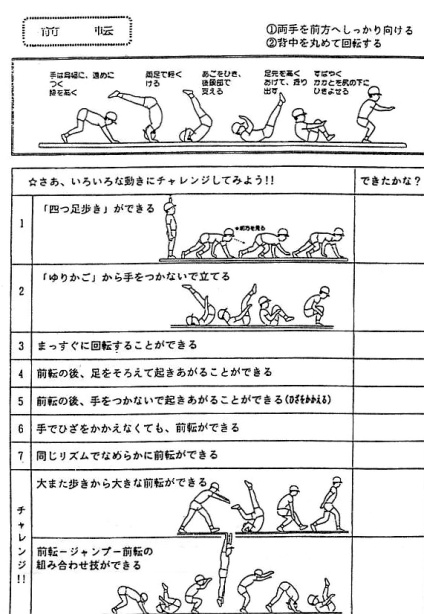 前転
①両手を前方へしっかり向ける
②背中を丸めて回転する
手は肩幅に、遠めに
つく
腰を高く
両足で軽く
ける
あごをひき、
後頭部で
支える
足元を高く
あげて、振り
出す
すばやく
カカトを尻の下に
ひきよせる
☆さあ、いろいろな動きにチャレンジしてみよう!!
できたかな?
1
「四つ足歩き」ができる
★前方を見る
2
「ゆりかご」から手をつかないで立てる
3 まっすぐに回転することができる
4 前転の後、足をそろえて起きあがることができる
5 前転の後、手をつかないで起きあがることができる(ひざをかかえる)
6 手でひざをかかえなくても、前転ができる
7 同じリズムでなめらかに前転ができる
チャレンジ!!
大また歩きから大きな前転ができる
前転-ジャンプ-前転の
組み合わせ技ができる